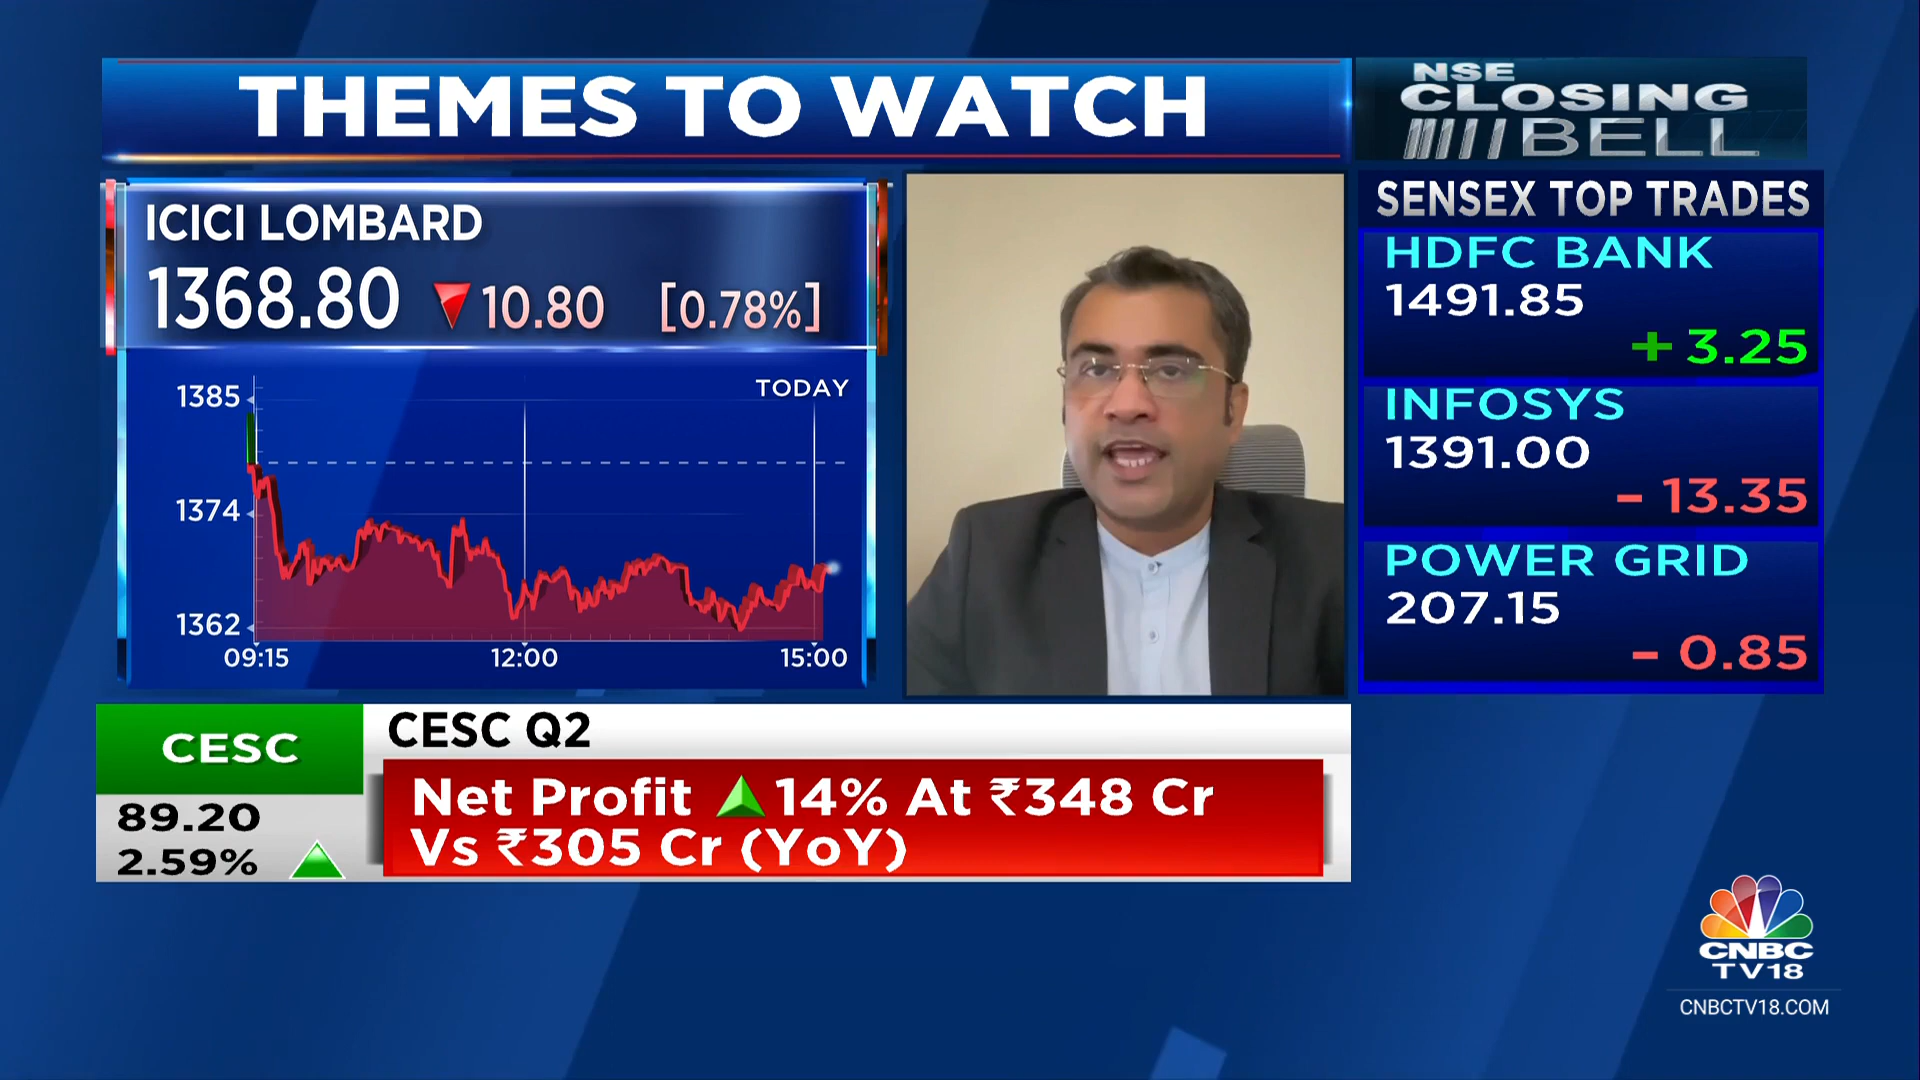 THEMES TO WATCH
NSE
CLOSING
BELL
ICICI LOMBARD
1368.80 ▼ 10.80 [0.78%]
TODAY
1385
1374
1362
09:15 12:00 15:00
SENSEX TOP TRADES
HDFC BANK
1491.85
+ 3.25
INFOSYS
1391.00
- 13.35
POWER GRID
207.15
- 0.85
CESC
89.20
2.59% ▲
CESC Q2
Net Profit ▲ 14% At ₹348 Cr
Vs ₹305 Cr (YoY)
CNBC
TV18
CNBCTV18.COM